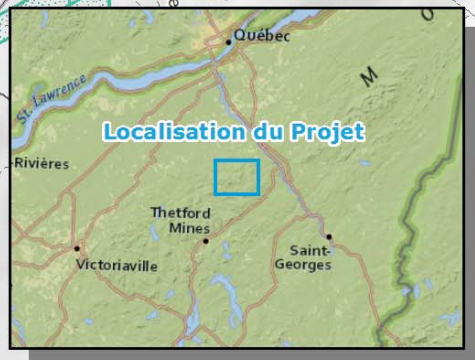 Québec
M
O
St. Lawrence
Localisation du Projet
-Rivières
Thetford
Mines
Saint-
Georges
Victoriaville